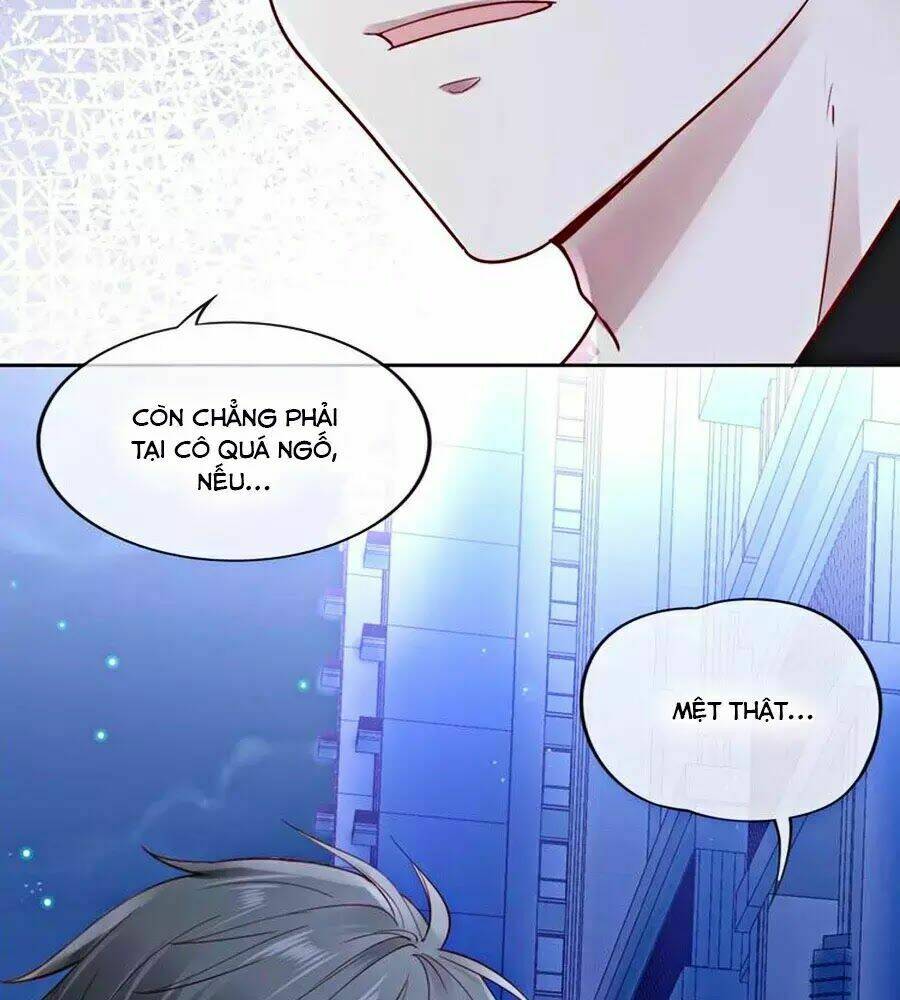 CÒN CHẲNG PHẢI
TẠI CÔ QUÁ NGỐ,
NẾU...
MỆT THẬT...